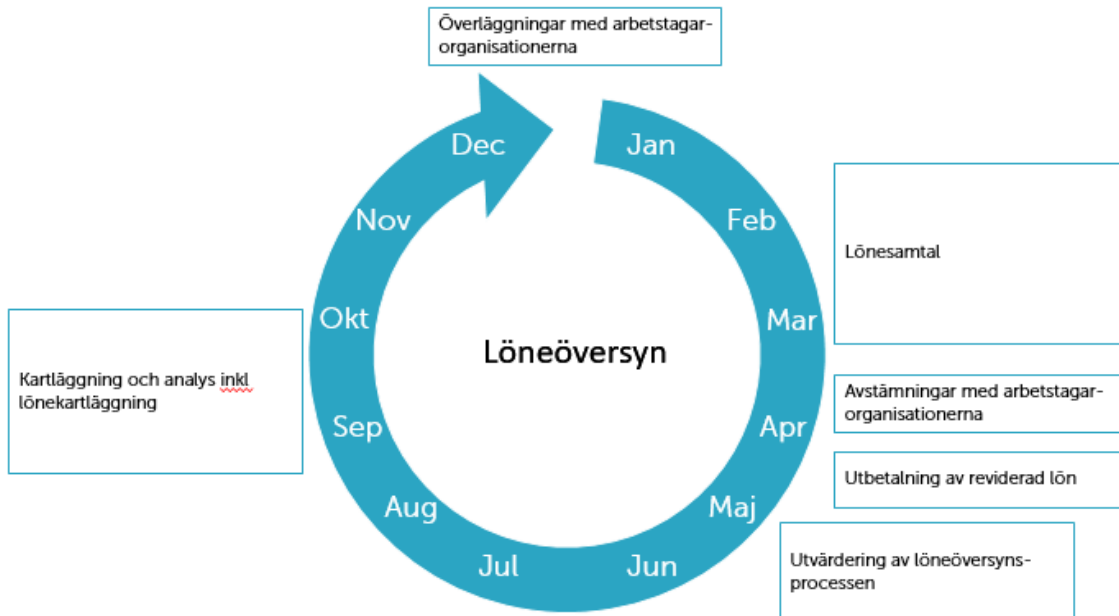 Överläggningar med arbetstagar-
organisationerna
Dec
Jan
Nov
Feb
Lönesamtal
Okt
Mar
Löneöversyn
Kartläggning och analys inkl
lönekartläggning
Avstämningar med arbetstagar-
organisationerna
Sep
Apr
Utbetalning av reviderad lön
Aug
Maj
Jul
Jun
Utvärdering av löneöversyns-
processen